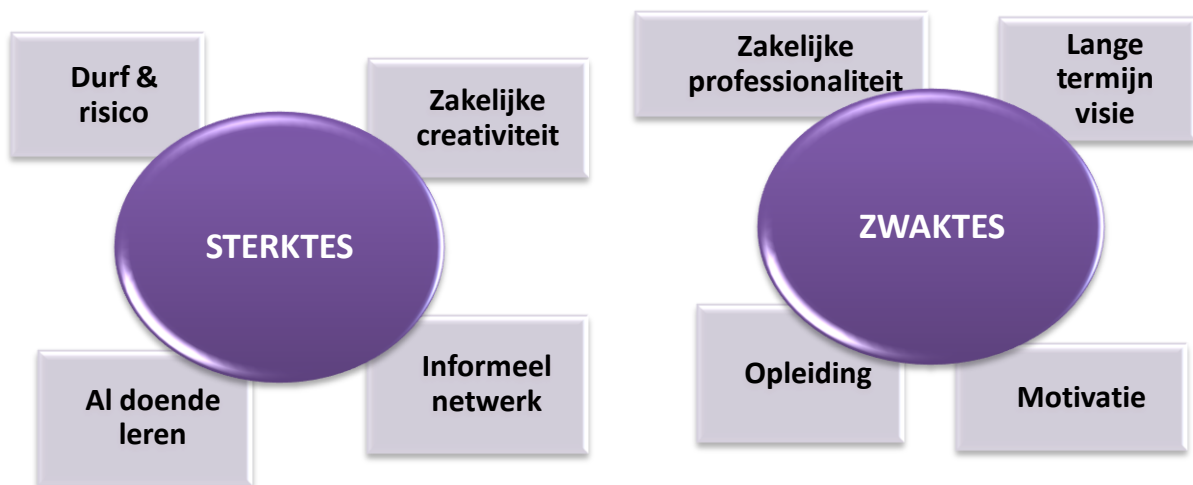 Durf &
risico
Zakelijke
creativiteit
STERKTES
Al doende
leren
Informeel
netwerk
Zakelijke
professionaliteit
Lange
termijn
visie
ZWAKTES
Opleiding
Motivatie